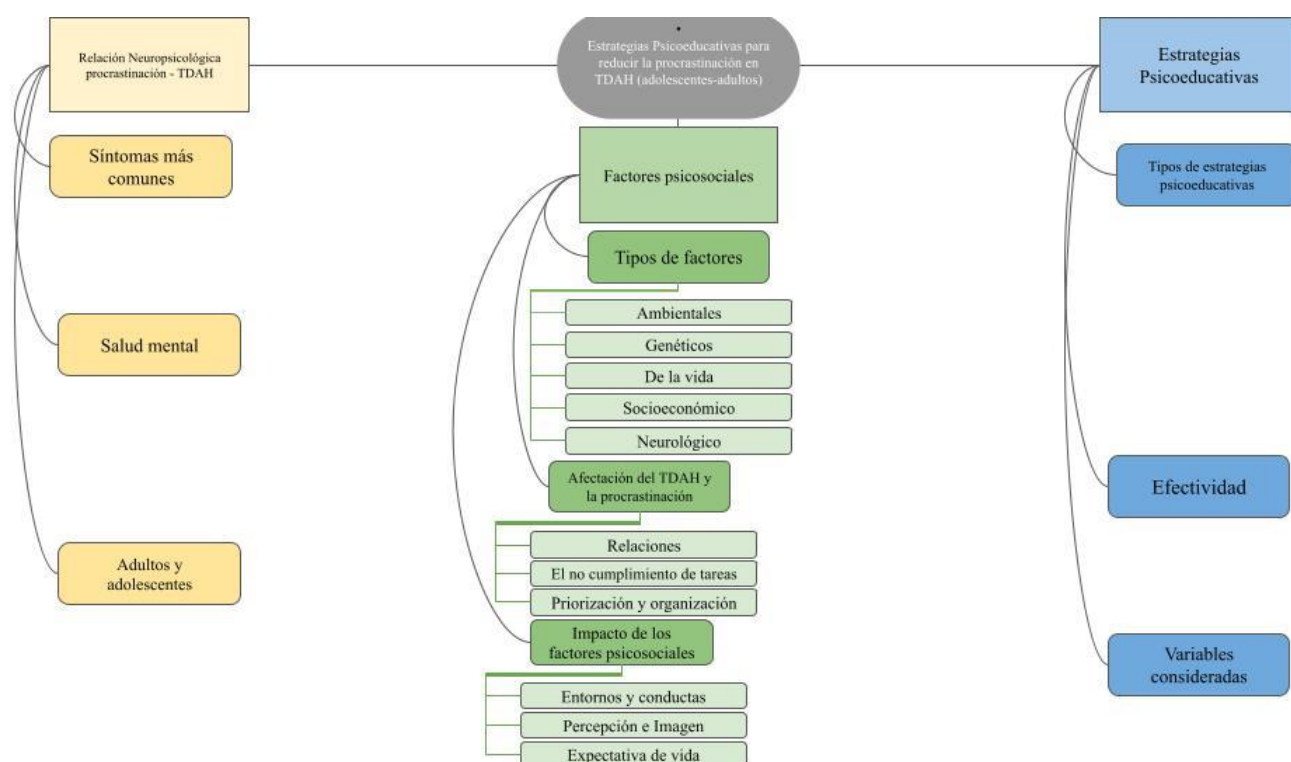 Relación Neuropsicológica
procrastinación - TDAH
Síntomas más
comunes
Salud mental
Adultos y
adolescentes
Estrategias Psicoeducativas para
reducir la procrastinación en
TDAH (adolescentes-adultos)
Factores psicosociales
Tipos de factores
Ambientales
Genéticos
De la vida
Socioeconómico
Neurológico
Afectación del TDAH y
la procrastinación
Relaciones
El no cumplimiento de tareas
Priorización y organización
Impacto de los
factores psicosociales
Entornos y conductas
Percepción e Imagen
Expectativa de vida
Estrategias
Psicoeducativas
Tipos de estrategias
psicoeducativas
Efectividad
Variables
consideradas